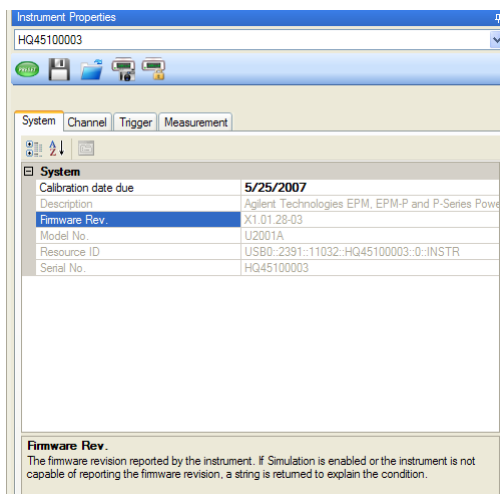 Instrument Properties
HQ45100003
System Channel Trigger Measurement
System
Calibration date due 5/25/2007
Description Agilent Technologies EPM, EPM-P and P-Series Powe
Firmware Rev. X1.01.28-03
Model No. U2001A
Resource ID USB0::2391::11032::HQ45100003::0::INSTR
Serial No. HQ45100003
Firmware Rev.
The firmware revision reported by the instrument. If Simulation is enabled or the instrument is not
capable of reporting the firmware revision, a string is returned to explain the condition.